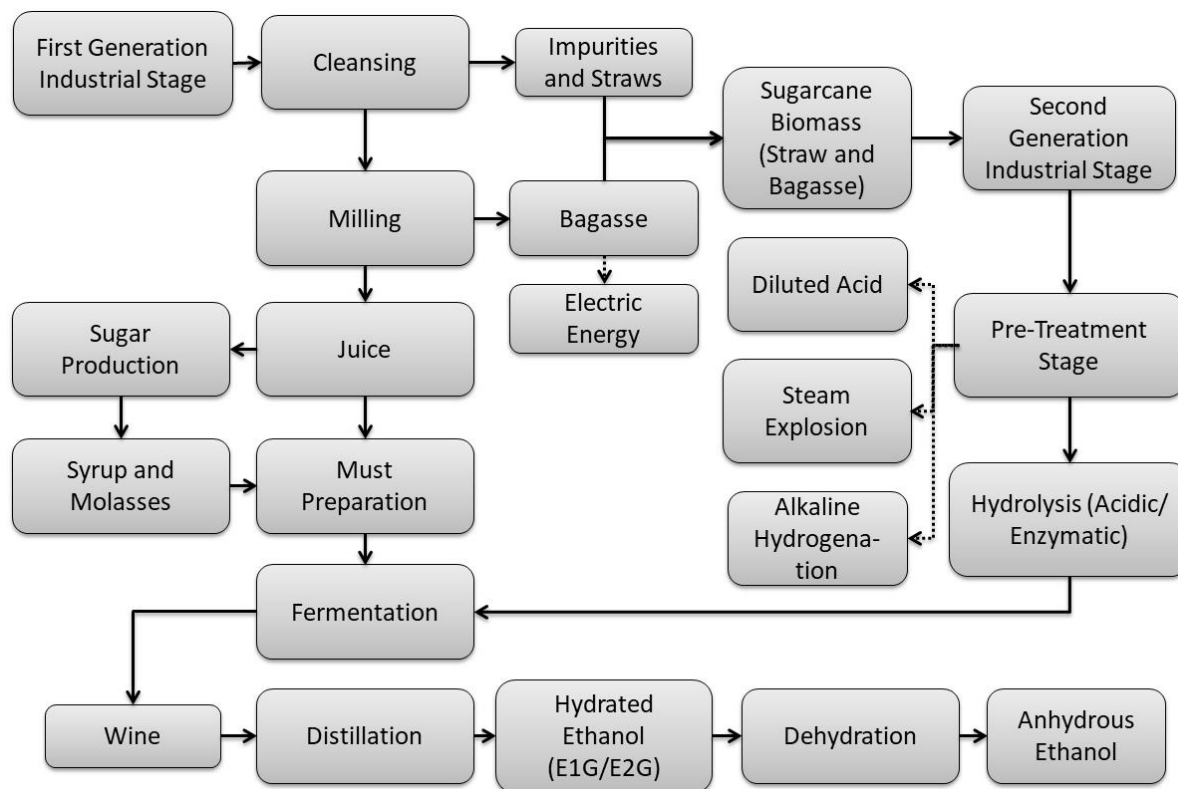 First Generation
Industrial Stage
Cleansing
Impurities
and Straws
Sugarcane
Biomass
(Straw and
Bagasse)
Second
Generation
Industrial Stage
Milling
Bagasse
Electric
Energy
Diluted Acid
Pre-Treatment
Stage
Sugar
Production
Juice
Steam
Explosion
Syrup and
Molasses
Must
Preparation
Alkaline
Hydrogena-
tion
Hydrolysis (Acidic/
Enzymatic)
Fermentation
Wine
Distillation
Hydrated
Ethanol
(E1G/E2G)
Dehydration
Anhydrous
Ethanol